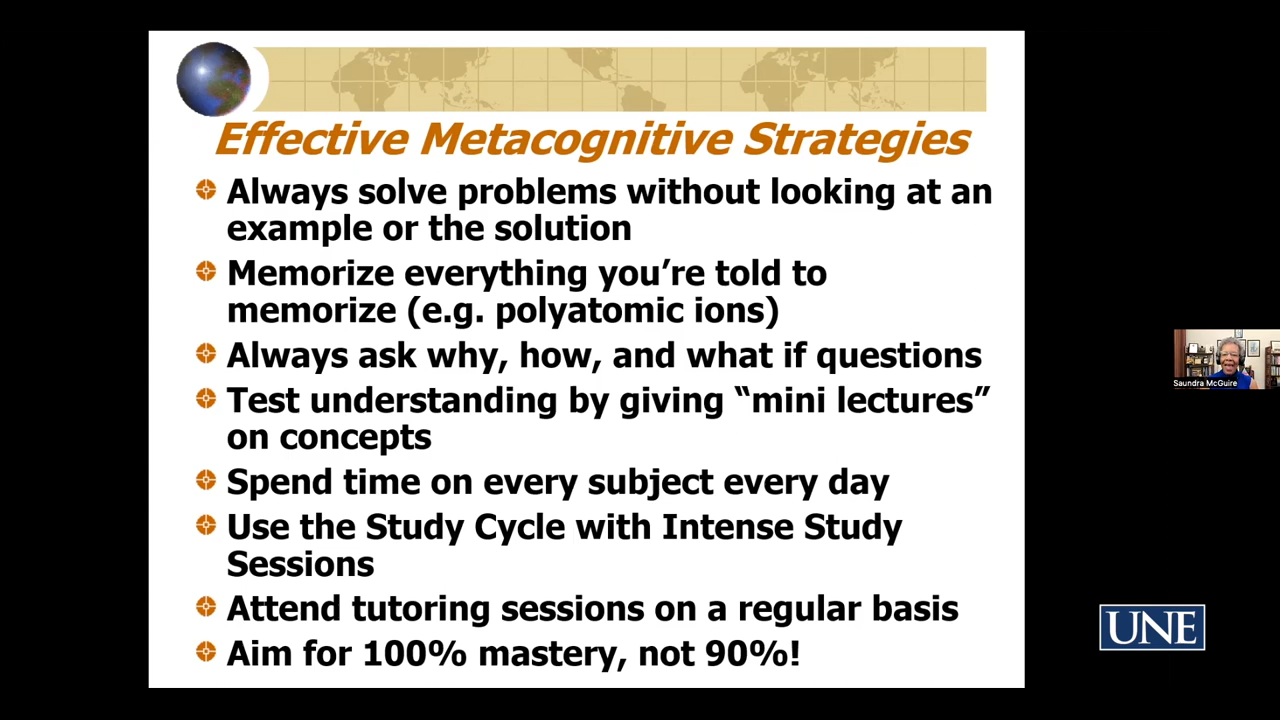 Effective Metacognitive Strategies
Always solve problems without looking at an
example or the solution
Memorize everything you’re told to
memorize (e.g. polyatomic ions)
Always ask why, how, and what if questions
Test understanding by giving “mini lectures”
on concepts
Spend time on every subject every day
Use the Study Cycle with Intense Study
Sessions
Attend tutoring sessions on a regular basis
Aim for 100% mastery, not 90%!
Saundra McGuire
UNE